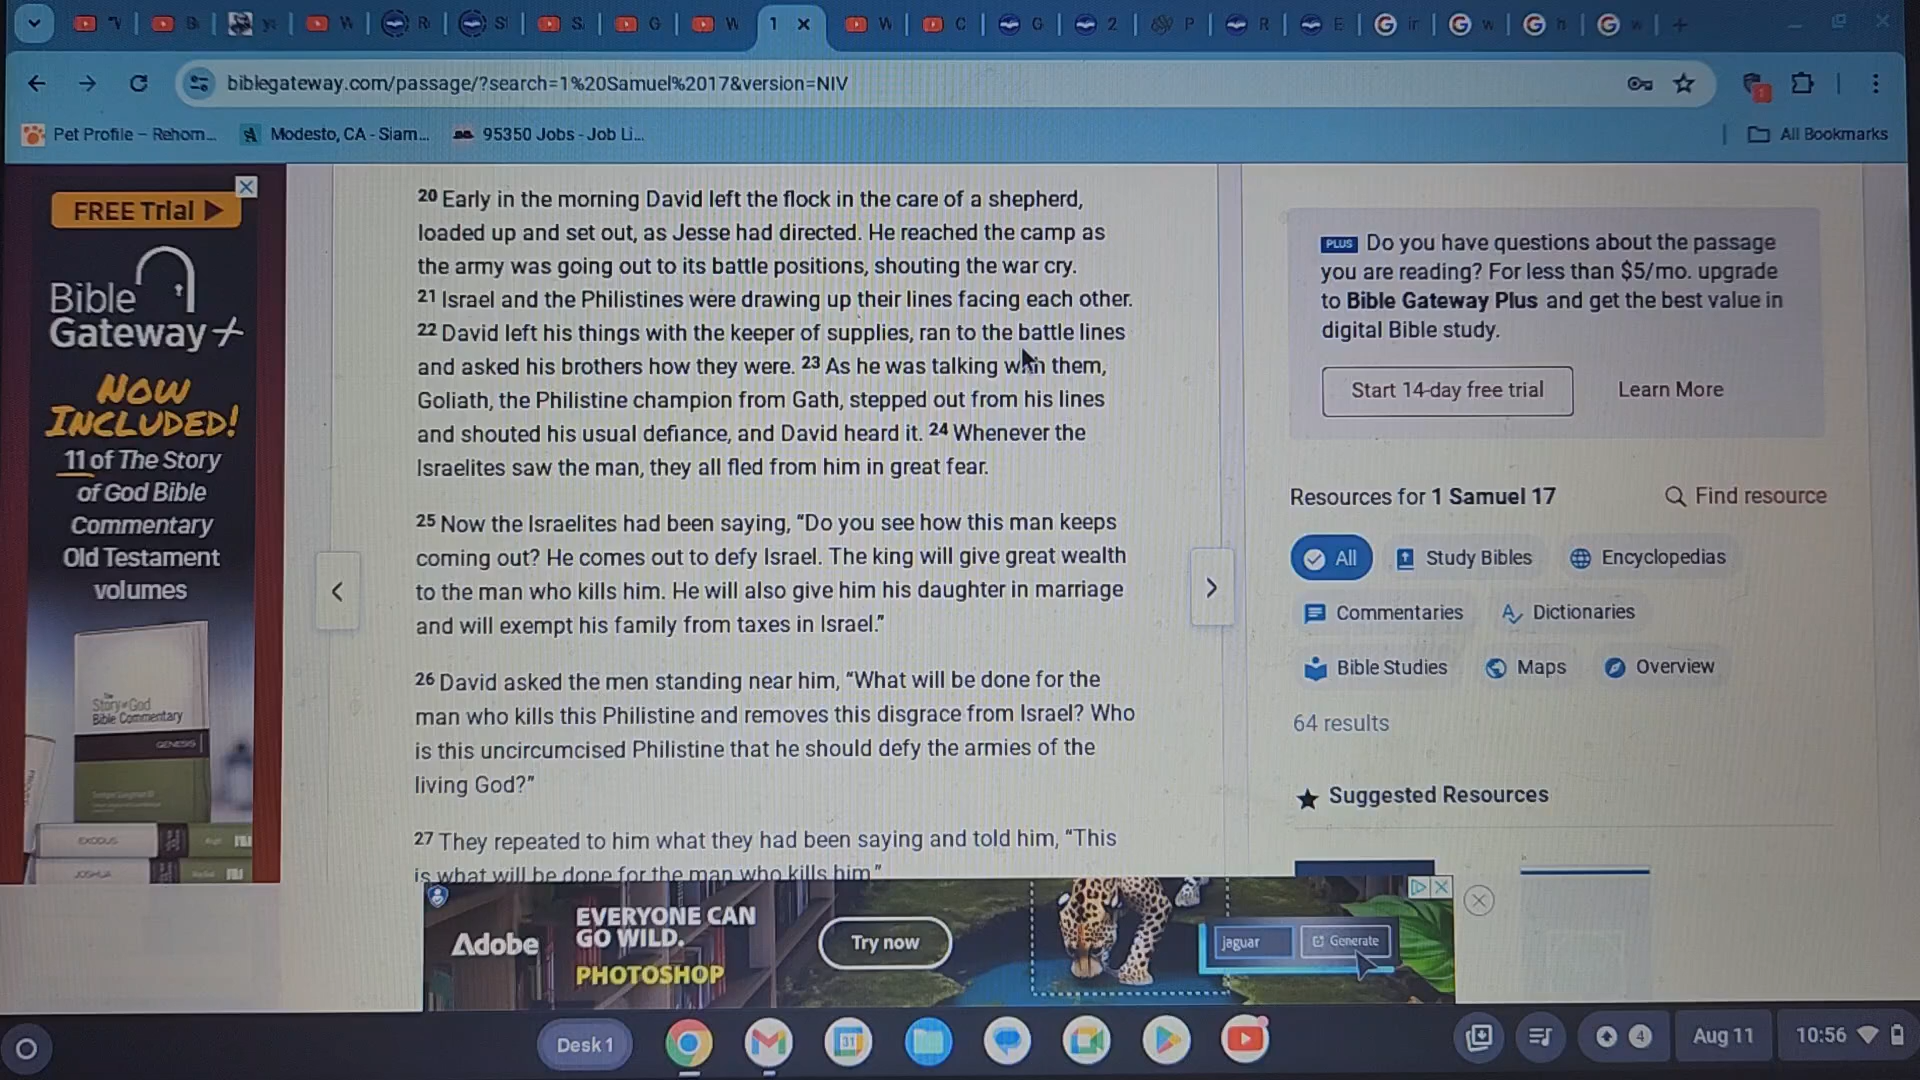 biblegateway.com/passage/?search=1%20Samuel%2017&version=NIV
Pet Profile – Rehom...
Modesto, CA - Siam...
95350 Jobs - Job Li...
All Bookmarks
FREE Trial
Bible
Gateway+
NOW
INCLUDED!
11 of The Story
of God Bible
Commentary
Old Testament
volumes
The
Story of God
Bible Commentary
GENESIS
EXODUS
JOSHUA
20 Early in the morning David left the flock in the care of a shepherd,
loaded up and set out, as Jesse had directed. He reached the camp as
the army was going out to its battle positions, shouting the war cry.
21 Israel and the Philistines were drawing up their lines facing each other.
22 David left his things with the keeper of supplies, ran to the battle lines
and asked his brothers how they were. 23 As he was talking with them,
Goliath, the Philistine champion from Gath, stepped out from his lines
and shouted his usual defiance, and David heard it. 24 Whenever the
Israelites saw the man, they all fled from him in great fear.
25 Now the Israelites had been saying, “Do you see how this man keeps
coming out? He comes out to defy Israel. The king will give great wealth
to the man who kills him. He will also give him his daughter in marriage
and will exempt his family from taxes in Israel.”
26 David asked the men standing near him, “What will be done for the
man who kills this Philistine and removes this disgrace from Israel? Who
is this uncircumcised Philistine that he should defy the armies of the
living God?”
27 They repeated to him what they had been saying and told him, “This
is what will be done for the man who kills him.”
PLUS Do you have questions about the passage
you are reading? For less than $5/mo. upgrade
to Bible Gateway Plus and get the best value in
digital Bible study.
Start 14-day free trial
Learn More
Resources for 1 Samuel 17
Find resource
All
Study Bibles
Encyclopedias
Commentaries
Dictionaries
Bible Studies
Maps
Overview
64 results
Suggested Resources
Adobe
EVERYONE CAN
GO WILD.
PHOTOSHOP
Try now
jaguar
Generate
Desk 1
31
4
Aug 11
10:56